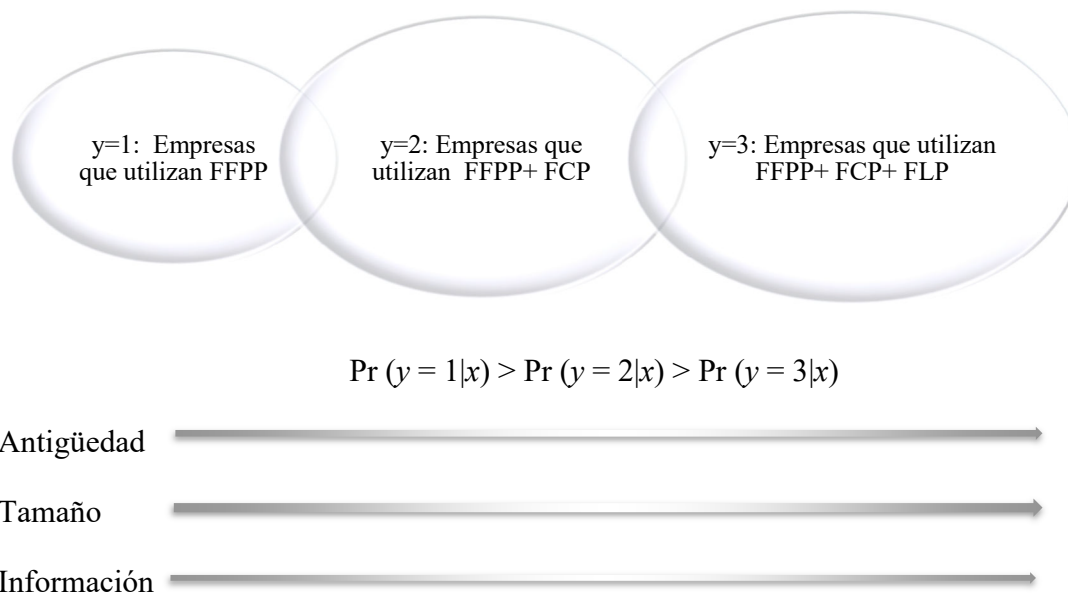 y=1: Empresas
que utilizan FFPP
y=2: Empresas que
utilizan FFPP+ FCP
y=3: Empresas que utilizan
FFPP+ FCP+ FLP
Pr (y = 1|x) > Pr (y = 2|x) > Pr (y = 3|x)
Antigüedad
Tamaño
Información